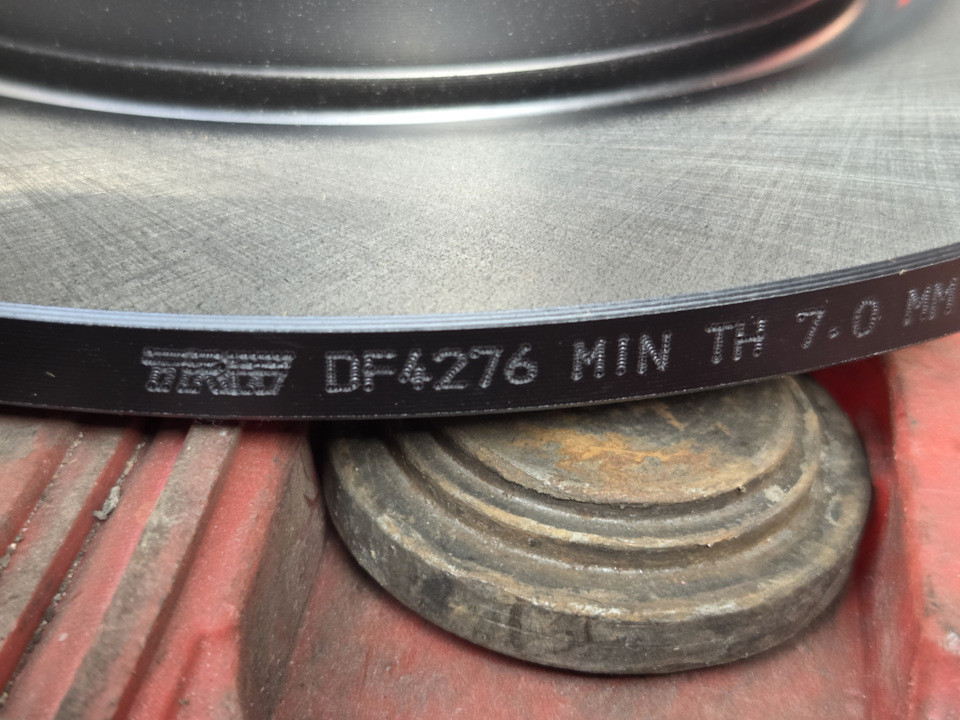 TRW DF4276 MIN TH 7.0 MM